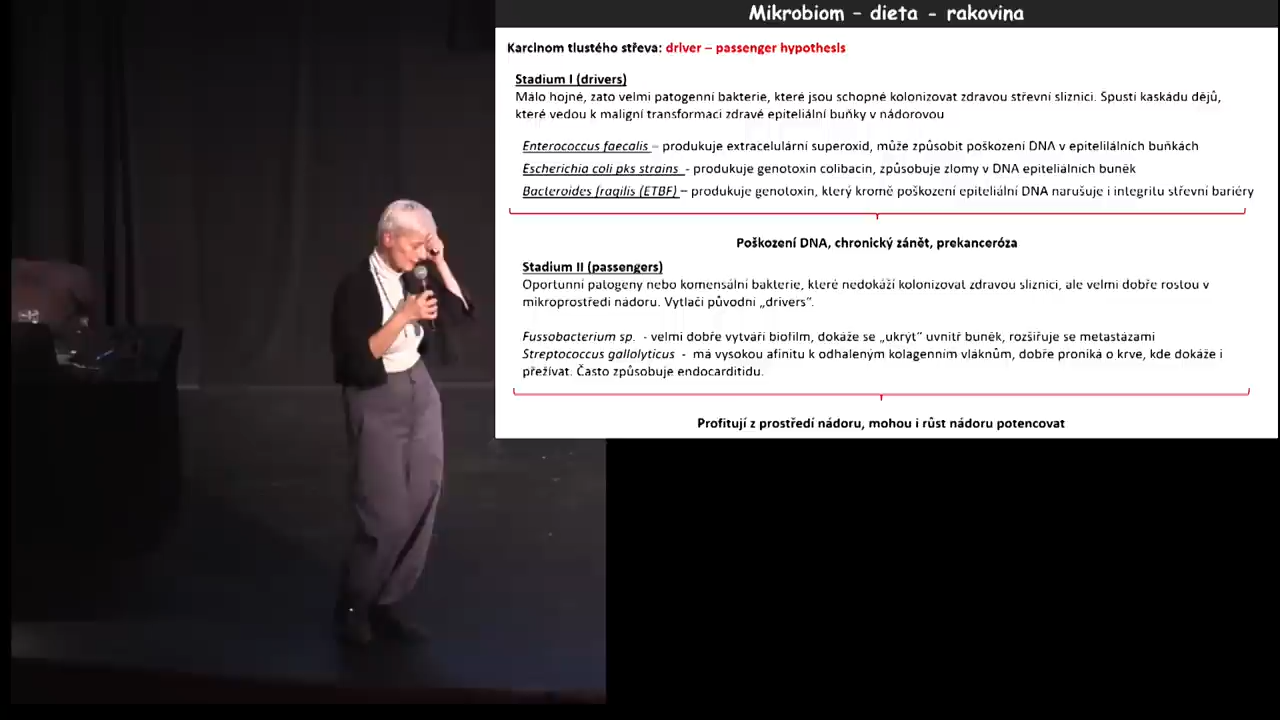 Mikrobiom – dieta - rakovina
Karcinom tlustého střeva: driver – passenger hypothesis
Stadium I (drivers)
Málo hojné, zato velmi patogenní bakterie, které jsou schopné kolonizovat zdravou střevní sliznici. Spustí kaskádu dějů,
které vedou k maligní transformaci zdravé epiteliální buňky v nádorovou
Enterococcus faecalis – produkuje extracelulární superoxid, může způsobit poškození DNA v epitelilálních buňkách
Escherichia coli pks strains - produkuje genotoxin colibacin, způsobuje zlomy v DNA epiteliálních buněk
Bacteroides fragilis (ETBF) – produkuje genotoxin, který kromě poškození epiteliální DNA narušuje i integritu střevní bariéry
Poškození DNA, chronický zánět, prekanceróza
Stadium II (passengers)
Oportunní patogeny nebo komensální bakterie, které nedokáží kolonizovat zdravou sliznici, ale velmi dobře rostou v
mikroprostředí nádoru. Vytlačí původní „drivers“.
Fussobacterium sp. - velmi dobře vytváří biofilm, dokáže se „ukrýt“ uvnitř buněk, rozšiřuje se metastázami
Streptococcus gallolyticus - má vysokou afinitu k odhaleným kolagenním vláknům, dobře proniká o krve, kde dokáže i
přežívat. Často způsobuje endocarditidu.
Profitují z prostředí nádoru, mohou i růst nádoru potencovat